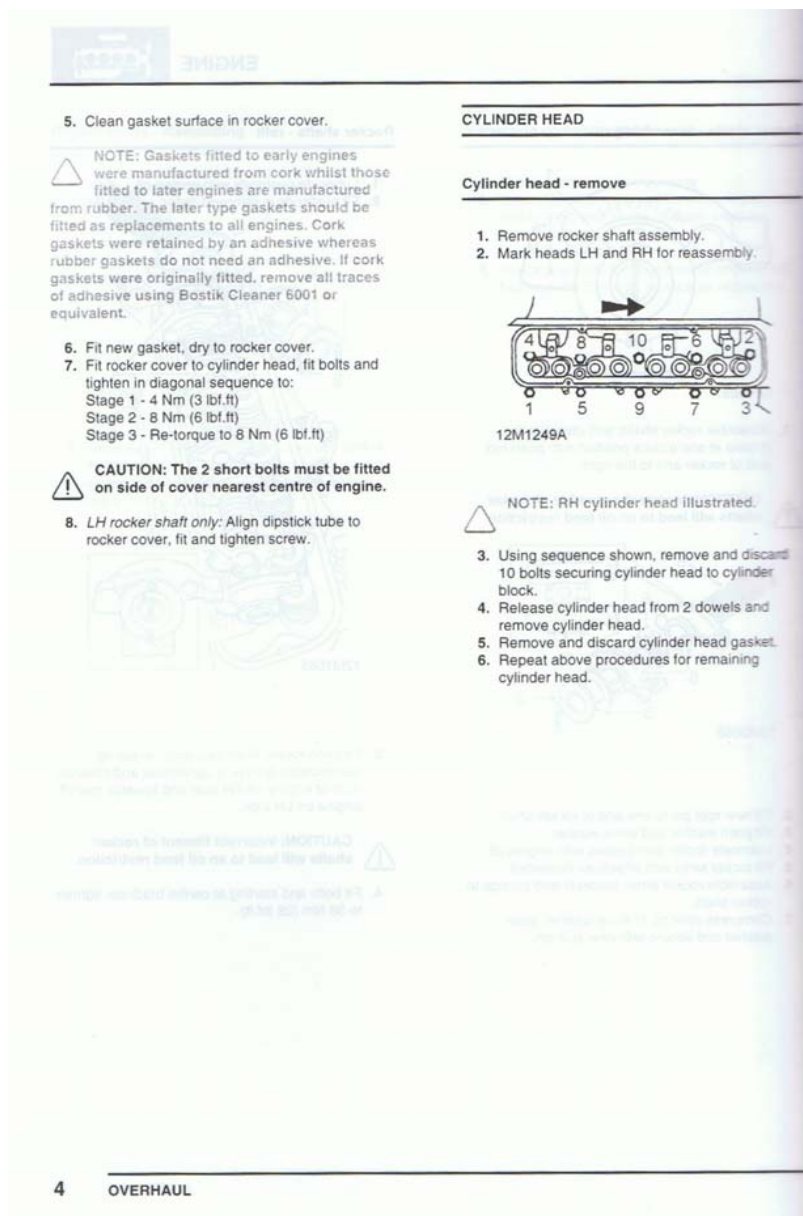 5. Clean gasket surface in rocker cover.
NOTE: Gaskets fitted to early engines
were manufactured from cork whilst those
fitted to later engines are manufactured
from rubber. The later type gaskets should be
fitted as replacements to all engines. Cork
gaskets were retained by an adhesive whereas
rubber gaskets do not need an adhesive. If cork
gaskets were originally fitted, remove all traces
of adhesive using Bostik Cleaner 6001 or
equivalent.
6. Fit new gasket, dry to rocker cover.
7. Fit rocker cover to cylinder head, fit bolts and
tighten in diagonal sequence to:
Stage 1 - 4 Nm (3 lbf.ft)
Stage 2 - 8 Nm (6 lbf.ft)
Stage 3 - Re-torque to 8 Nm (6 lbf.ft)
CAUTION: The 2 short bolts must be fitted
on side of cover nearest centre of engine.
8. LH rocker shaft only: Align dipstick tube to
rocker cover, fit and tighten screw.
CYLINDER HEAD
Cylinder head - remove
1. Remove rocker shaft assembly.
2. Mark heads LH and RH for reassembly.
4 8 10 6 2
1 5 9 7 3
12M1249A
NOTE: RH cylinder head illustrated.
3. Using sequence shown, remove and discard
10 bolts securing cylinder head to cylinder
block.
4. Release cylinder head from 2 dowels and
remove cylinder head.
5. Remove and discard cylinder head gasket.
6. Repeat above procedures for remaining
cylinder head.
4 OVERHAUL